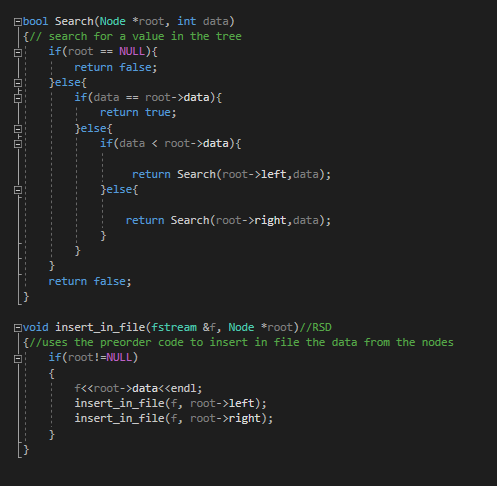 bool Search(Node *root, int data)
{// search for a value in the tree
if(root == NULL){
return false;
}else{
if(data == root->data){
return true;
}else{
if(data < root->data){
return Search(root->left,data);
}else{
return Search(root->right,data);
}
}
}
return false;
}
void insert_in_file(fstream &f, Node *root)//RSD
{//uses the preorder code to insert in file the data from the nodes
if(root!=NULL)
{
f<<root->data<<endl;
insert_in_file(f, root->left);
insert_in_file(f, root->right);
}
}